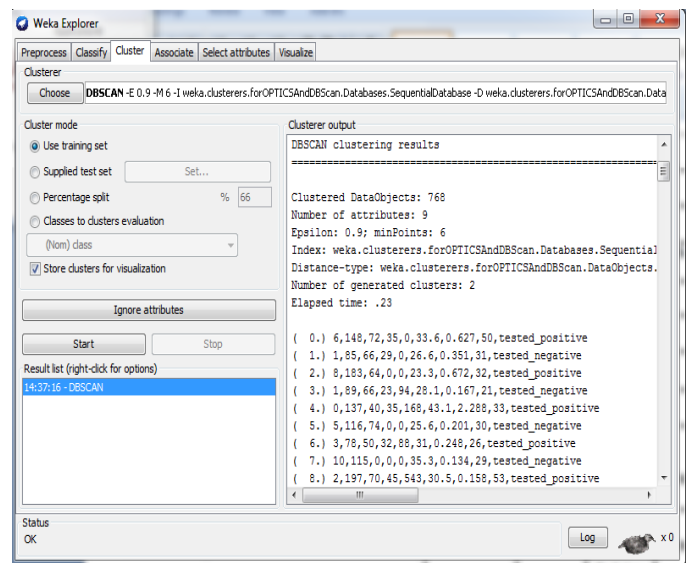 Weka Explorer
Preprocess Classify Cluster Associate Select attributes Visualize
Clusterer
Choose DBSCAN -E 0.9 -M 6 -I weka.clusterers.forOPTICSAndDBScan.Databases.SequentialDatabase -D weka.clusterers.forOPTICSAndDBScan.Data
Cluster mode
Use training set
Supplied test set Set...
Percentage split % 66
Classes to clusters evaluation
(Nom) class
Store clusters for visualization
Ignore attributes
Start Stop
Result list (right-click for options)
14:37:16 - DBSCAN
Clusterer output
DBSCAN clustering results
========================================================================
Clustered DataObjects: 768
Number of attributes: 9
Epsilon: 0.9; minPoints: 6
Index: weka.clusterers.forOPTICSAndDBScan.Databases.Sequential
Distance-type: weka.clusterers.forOPTICSAndDBScan.DataObjects.
Number of generated clusters: 2
Elapsed time: .23
( 0.) 6,148,72,35,0,33.6,0.627,50,tested_positive
( 1.) 1,85,66,29,0,26.6,0.351,31,tested_negative
( 2.) 8,183,64,0,0,23.3,0.672,32,tested_positive
( 3.) 1,89,66,23,94,28.1,0.167,21,tested_negative
( 4.) 0,137,40,35,168,43.1,2.288,33,tested_positive
( 5.) 5,116,74,0,0,25.6,0.201,30,tested_negative
( 6.) 3,78,50,32,88,31,0.248,26,tested_positive
( 7.) 10,115,0,0,0,35.3,0.134,29,tested_negative
( 8.) 2,197,70,45,543,30.5,0.158,53,tested_positive
Status
OK
Log x 0